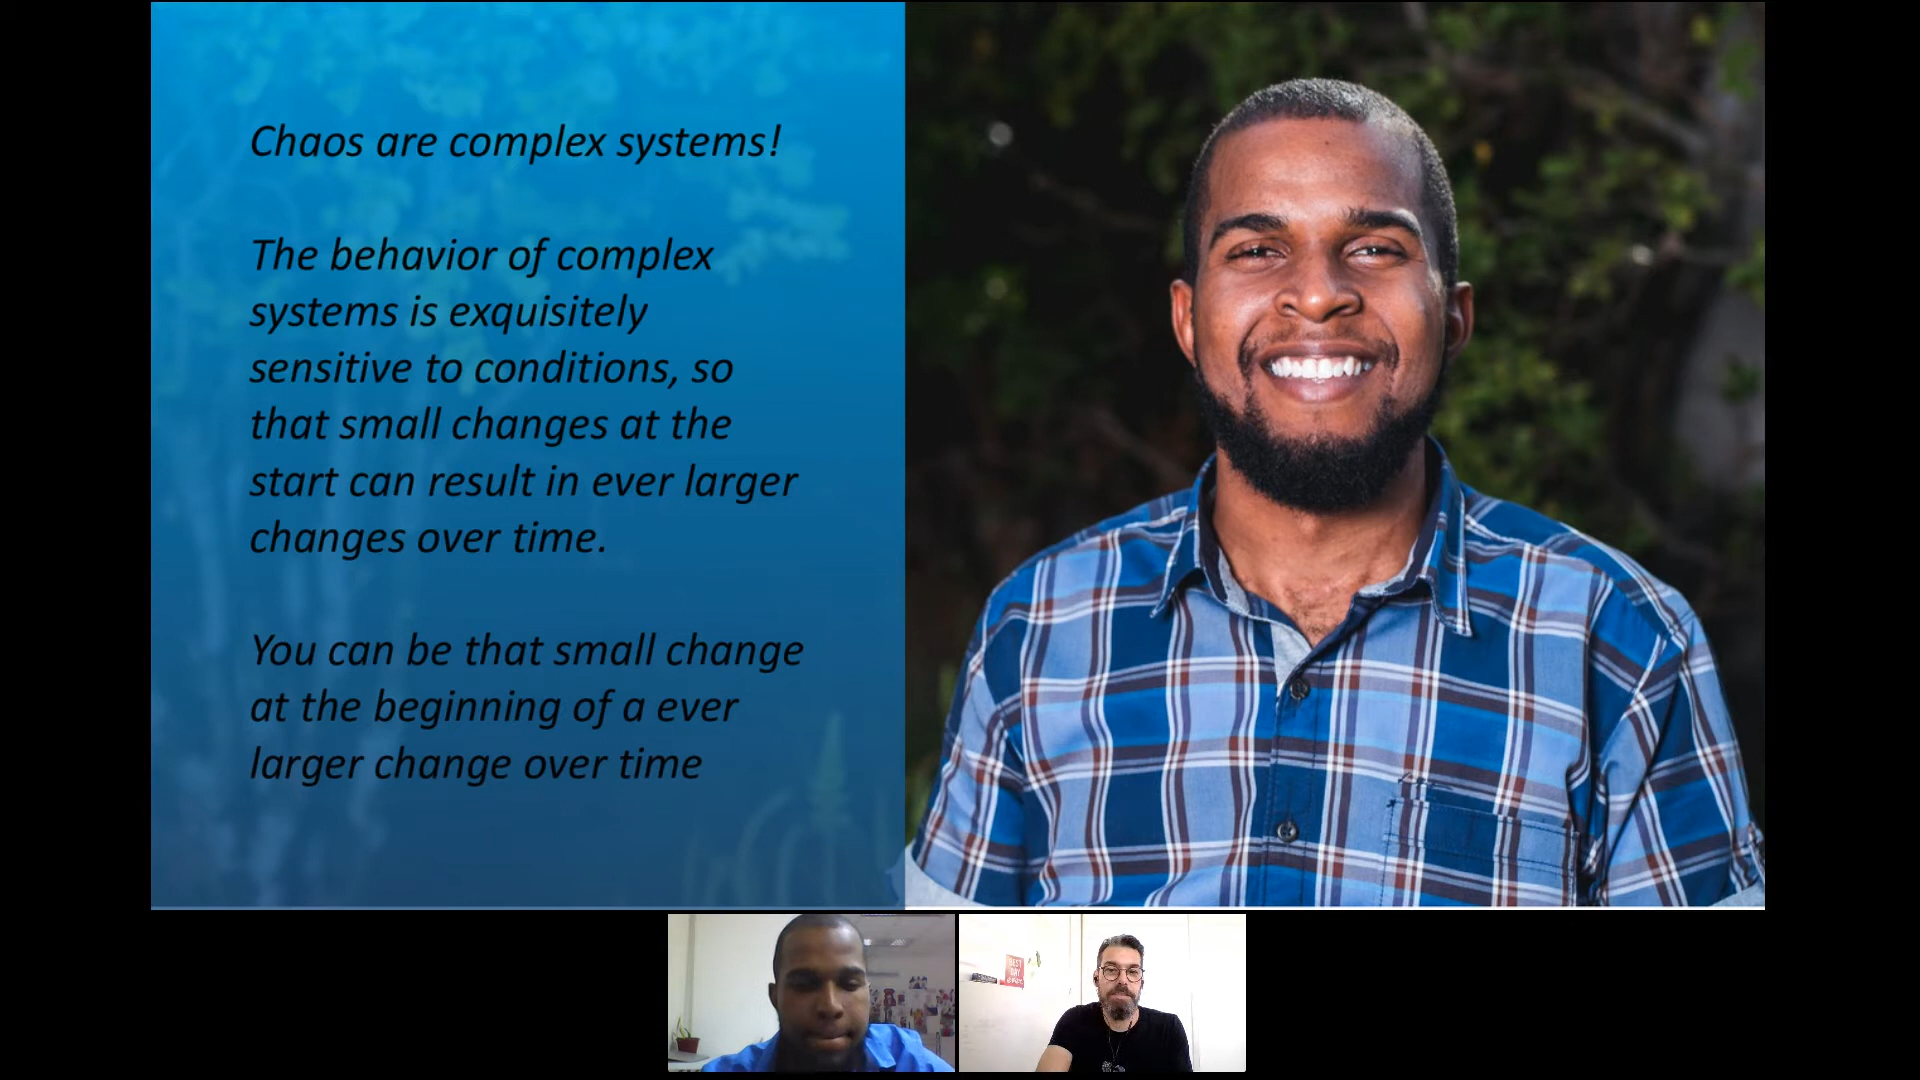 Chaos are complex systems!
The behavior of complex
systems is exquisitely
sensitive to conditions, so
that small changes at the
start can result in ever larger
changes over time.
You can be that small change
at the beginning of a ever
larger change over time
BEST
DAY